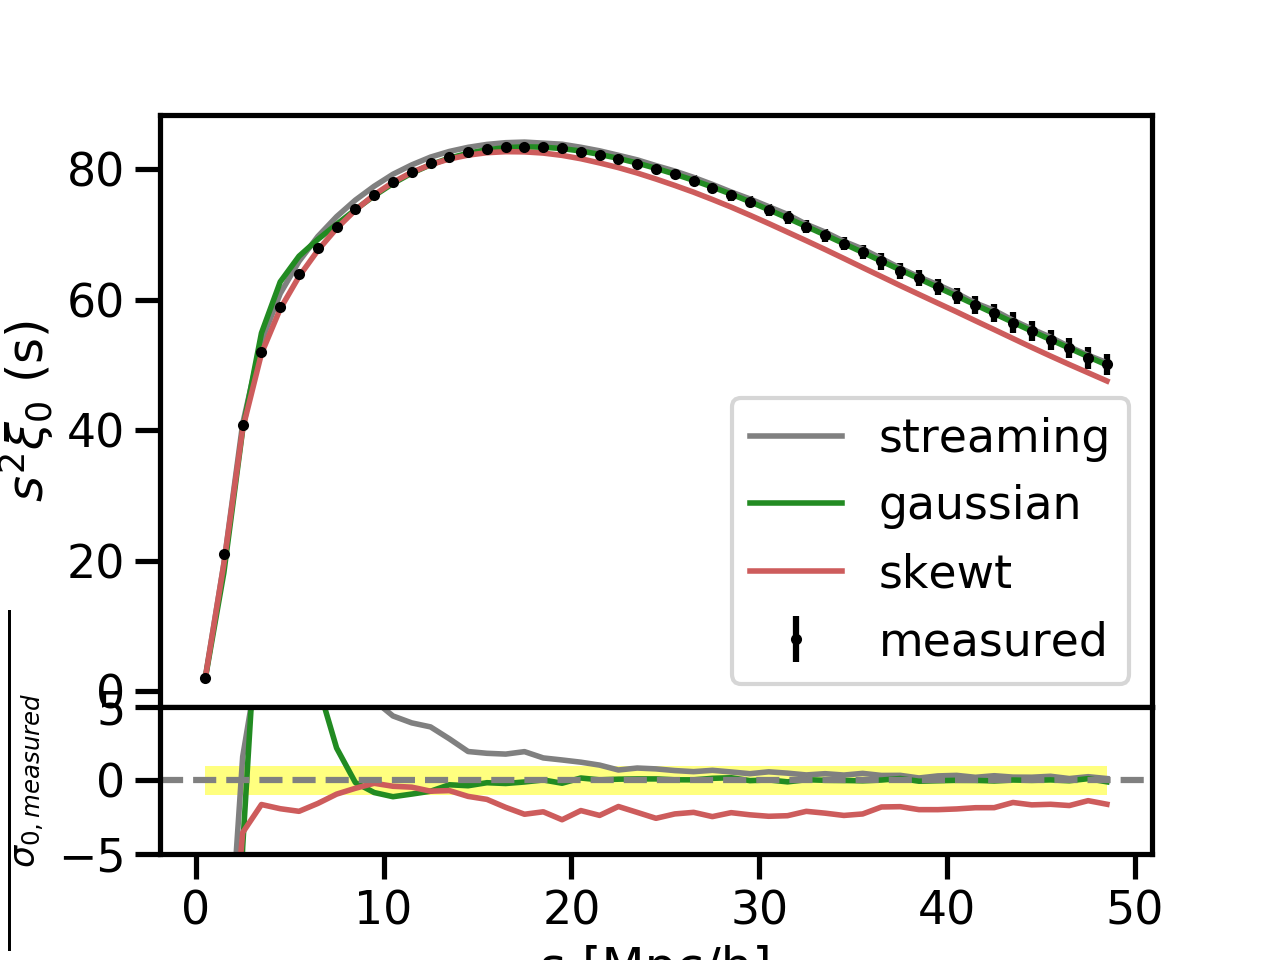 80
60
40
20
0
s²ξ₀ (s)
streaming
gaussian
skewt
measured
5
0
−5
σ₀, measured
0 10 20 30 40 50
s [Mpc/h]